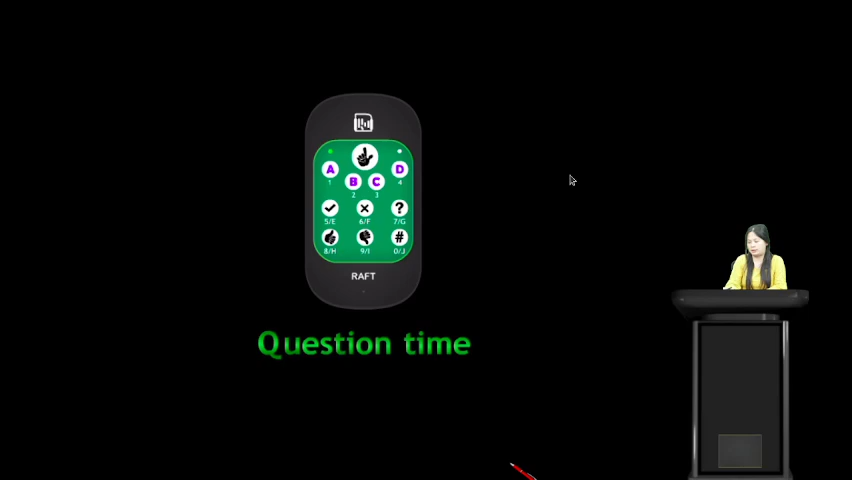 A
D
1
B
C
4
2
3
?
5/E
6/F
7/G
#
8/H
9/I
0/J
RAFT
Question time